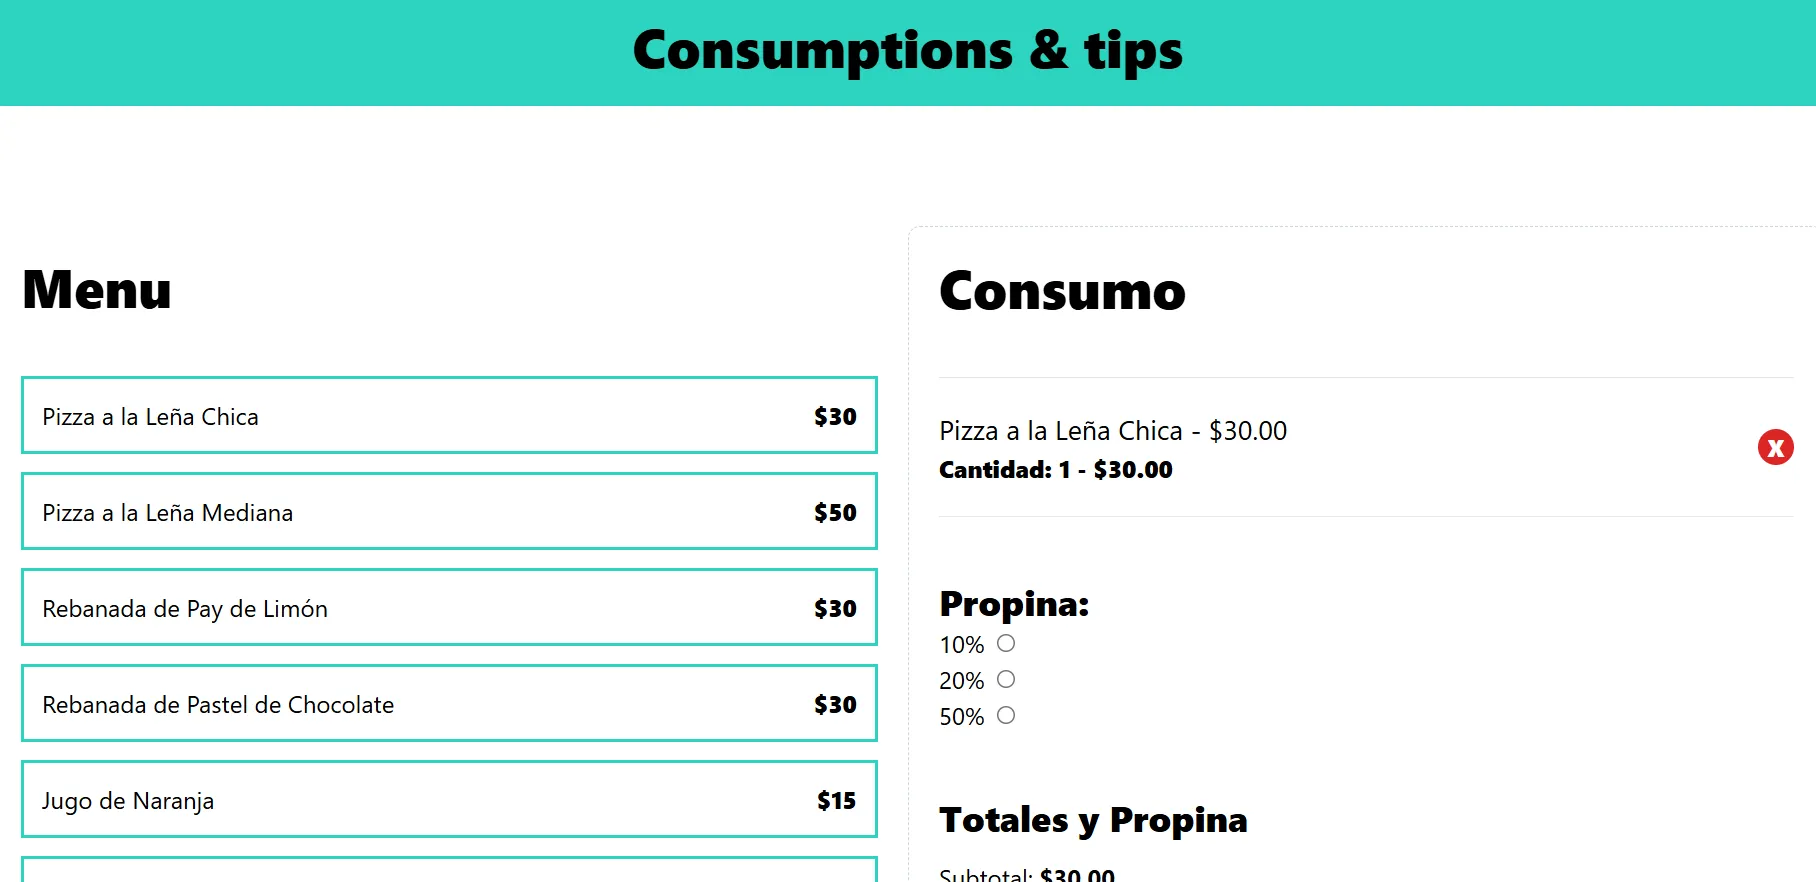 Consumptions & tips
Menu
Pizza a la Leña Chica $30
Pizza a la Leña Mediana $50
Rebanada de Pay de Limón $30
Rebanada de Pastel de Chocolate $30
Jugo de Naranja $15
Consumo
Pizza a la Leña Chica - $30.00
Cantidad: 1 - $30.00
X
Propina:
10%
20%
50%
Totales y Propina
Subtotal: $30.00